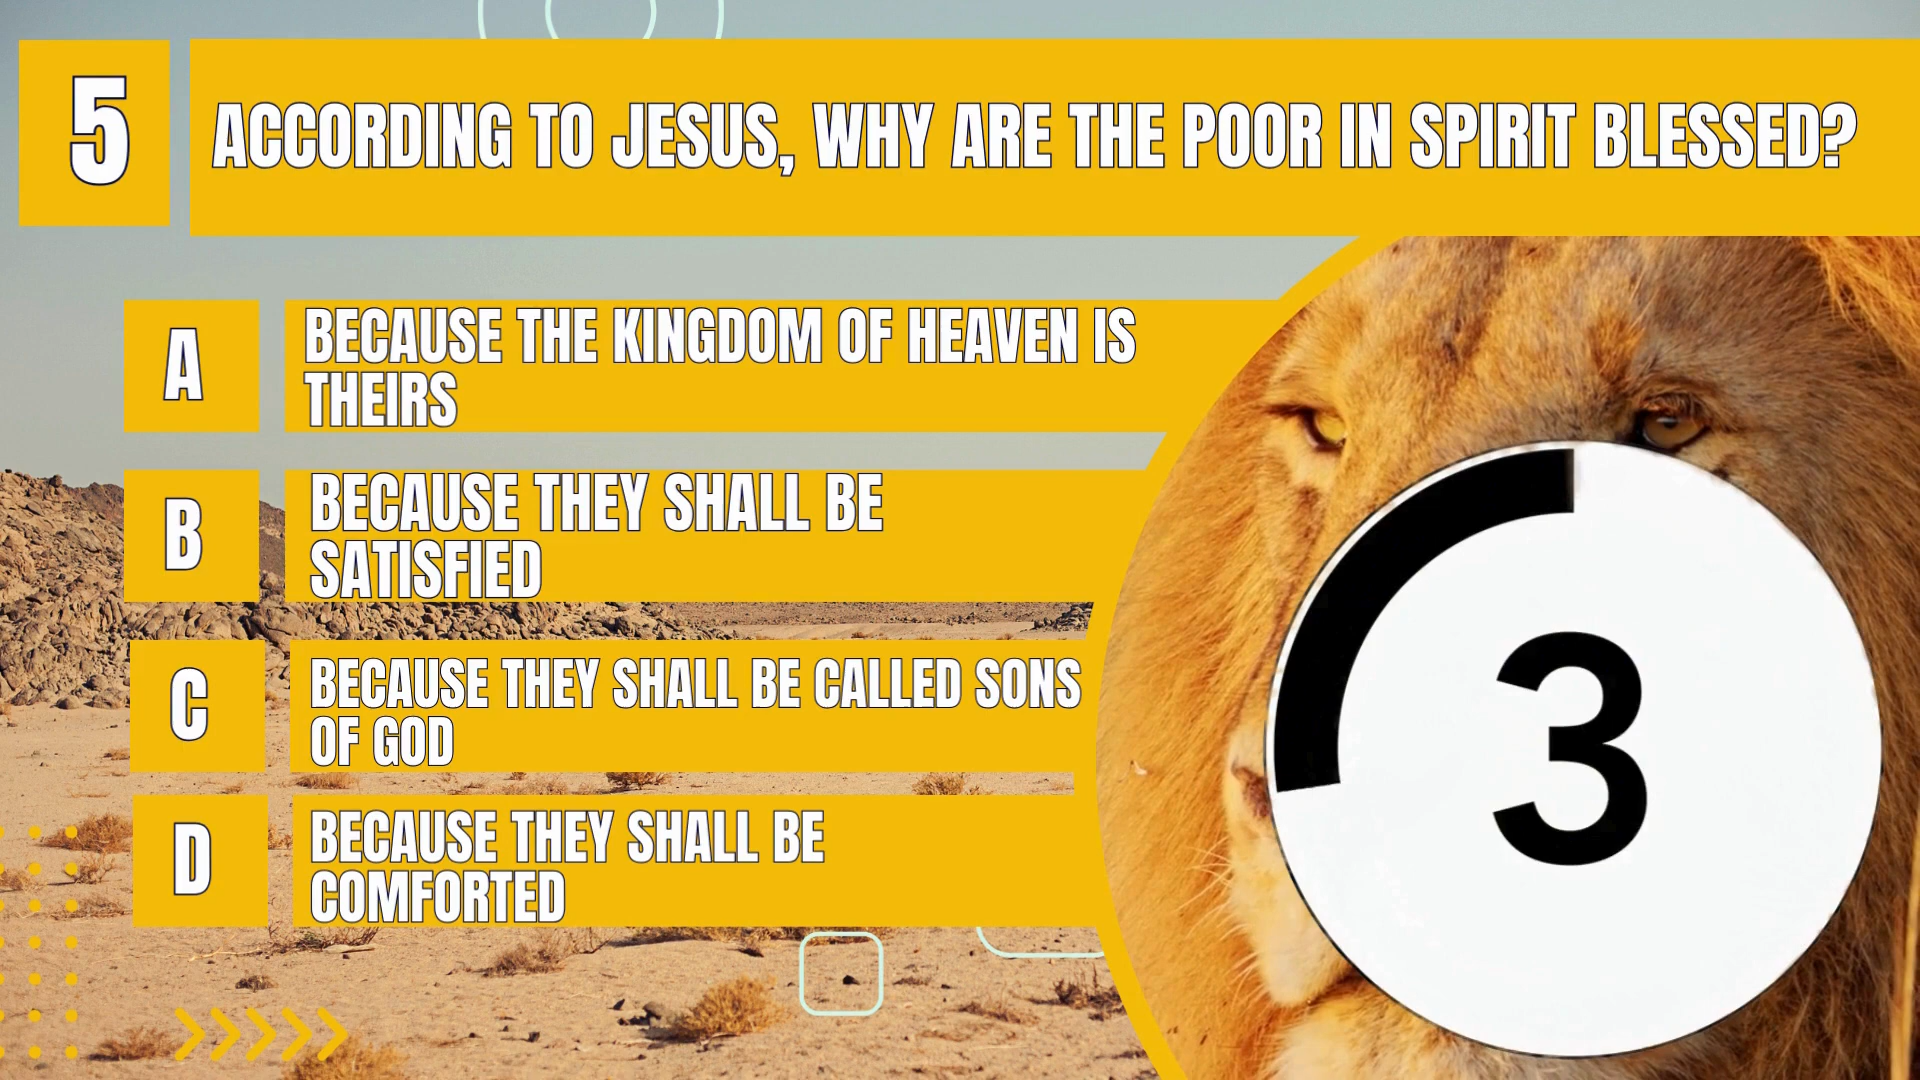 5
ACCORDING TO JESUS, WHY ARE THE POOR IN SPIRIT BLESSED?
A
BECAUSE THE KINGDOM OF HEAVEN IS
THEIRS
B
BECAUSE THEY SHALL BE
SATISFIED
C
BECAUSE THEY SHALL BE CALLED SONS
OF GOD
D
BECAUSE THEY SHALL BE
COMFORTED
3